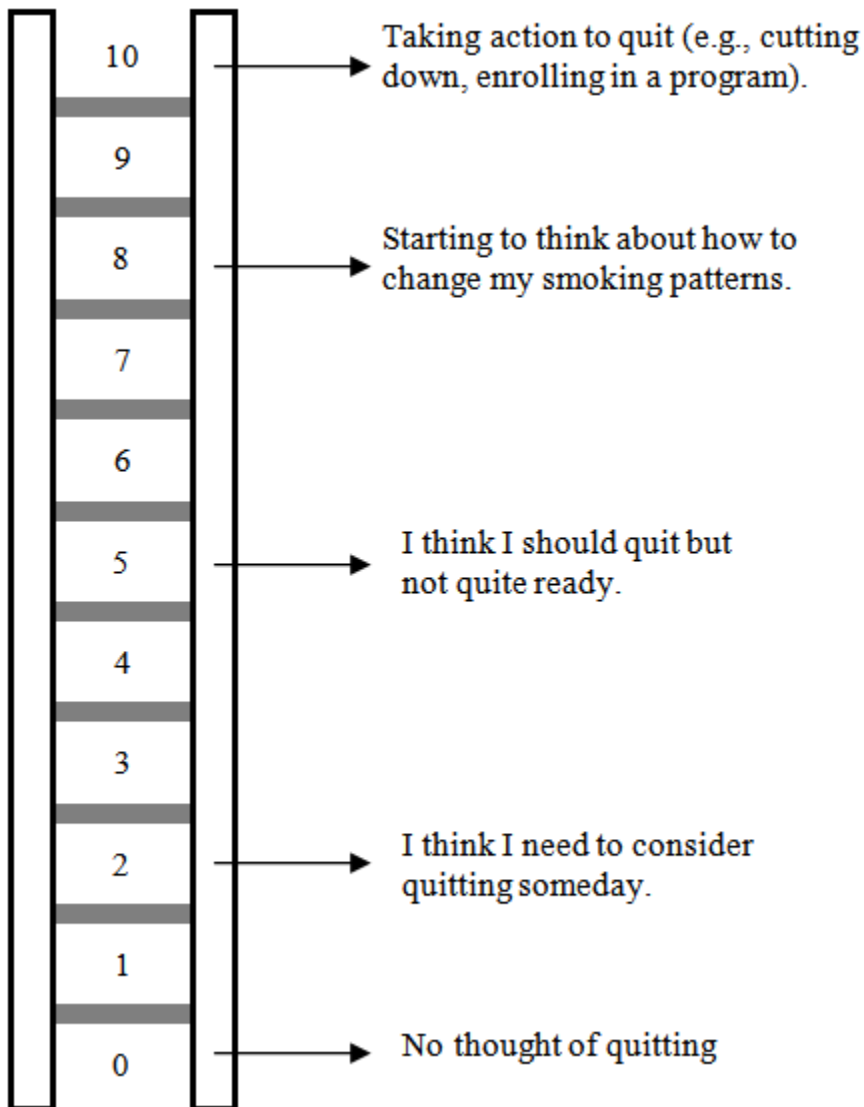 10
Taking action to quit (e.g., cutting
down, enrolling in a program).
9
8
Starting to think about how to
change my smoking patterns.
7
6
5
I think I should quit but
not quite ready.
4
3
2
I think I need to consider
quitting someday.
1
0
No thought of quitting